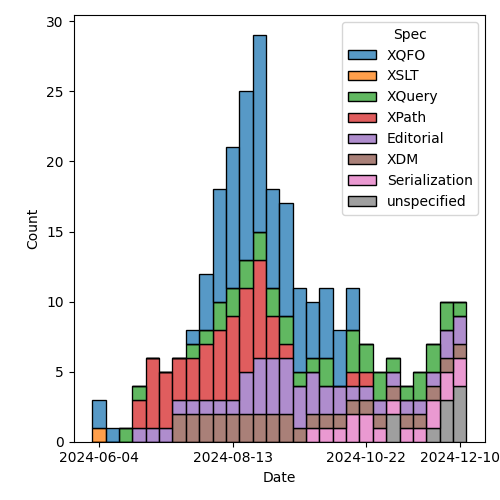 30
25
20
15
10
5
0
Count
Spec
XQFO
XSLT
XQuery
XPath
Editorial
XDM
Serialization
unspecified
2024-06-04 2024-08-13 2024-10-22 2024-12-10
Date